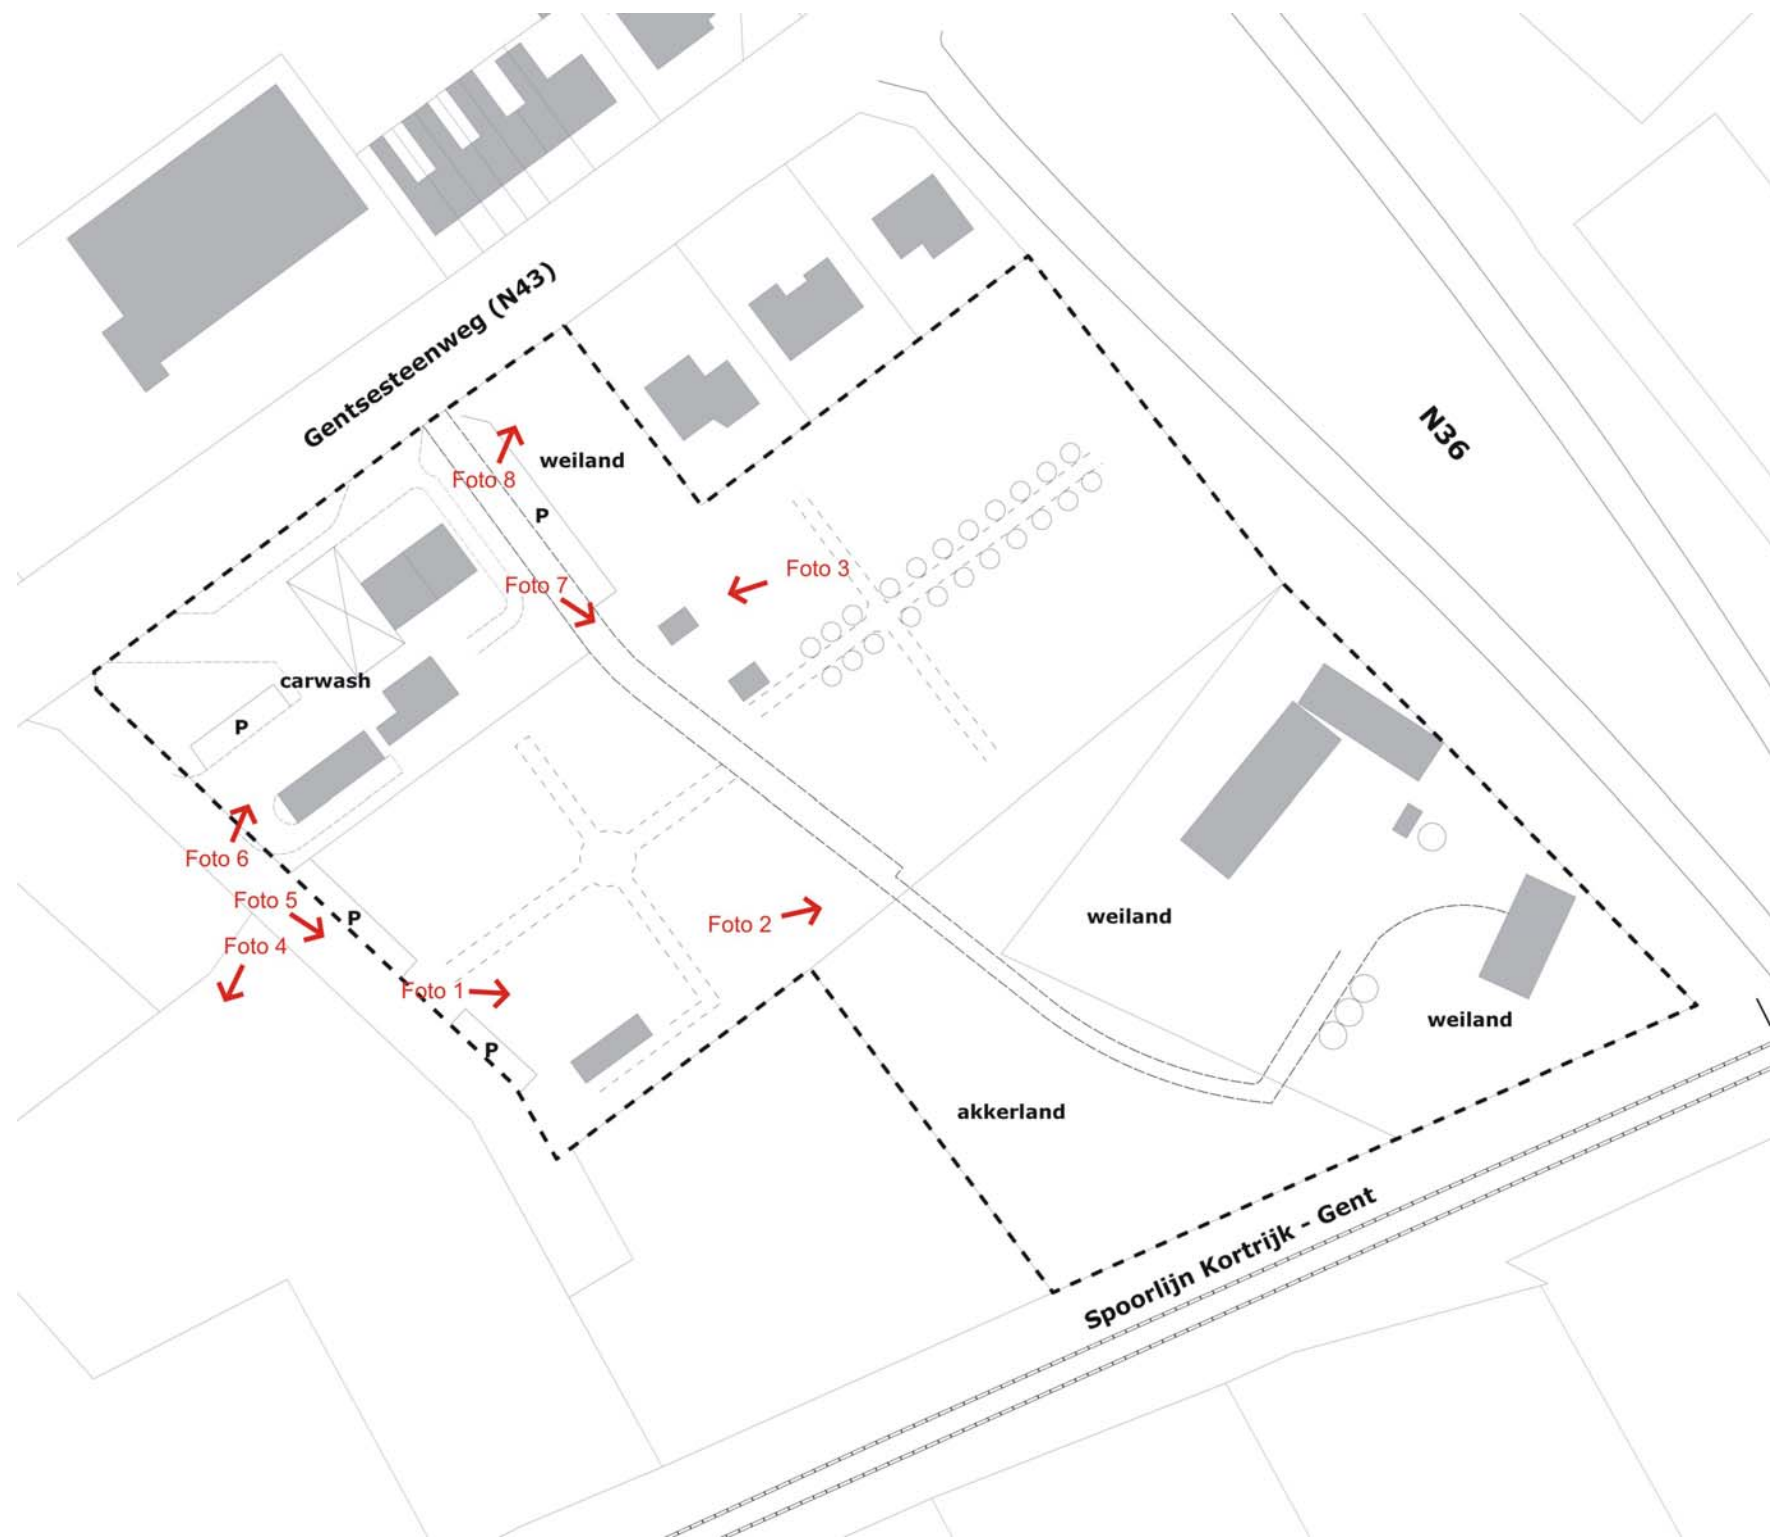 Gentsesteenweg (N43)
N36
Foto 8
weiland
P
Foto 3
Foto 7
carwash
P
Foto 6
Foto 5
P
Foto 4
Foto 2
weiland
Foto 1
weiland
P
akkerland
Spoorlijn Kortrijk - Gent